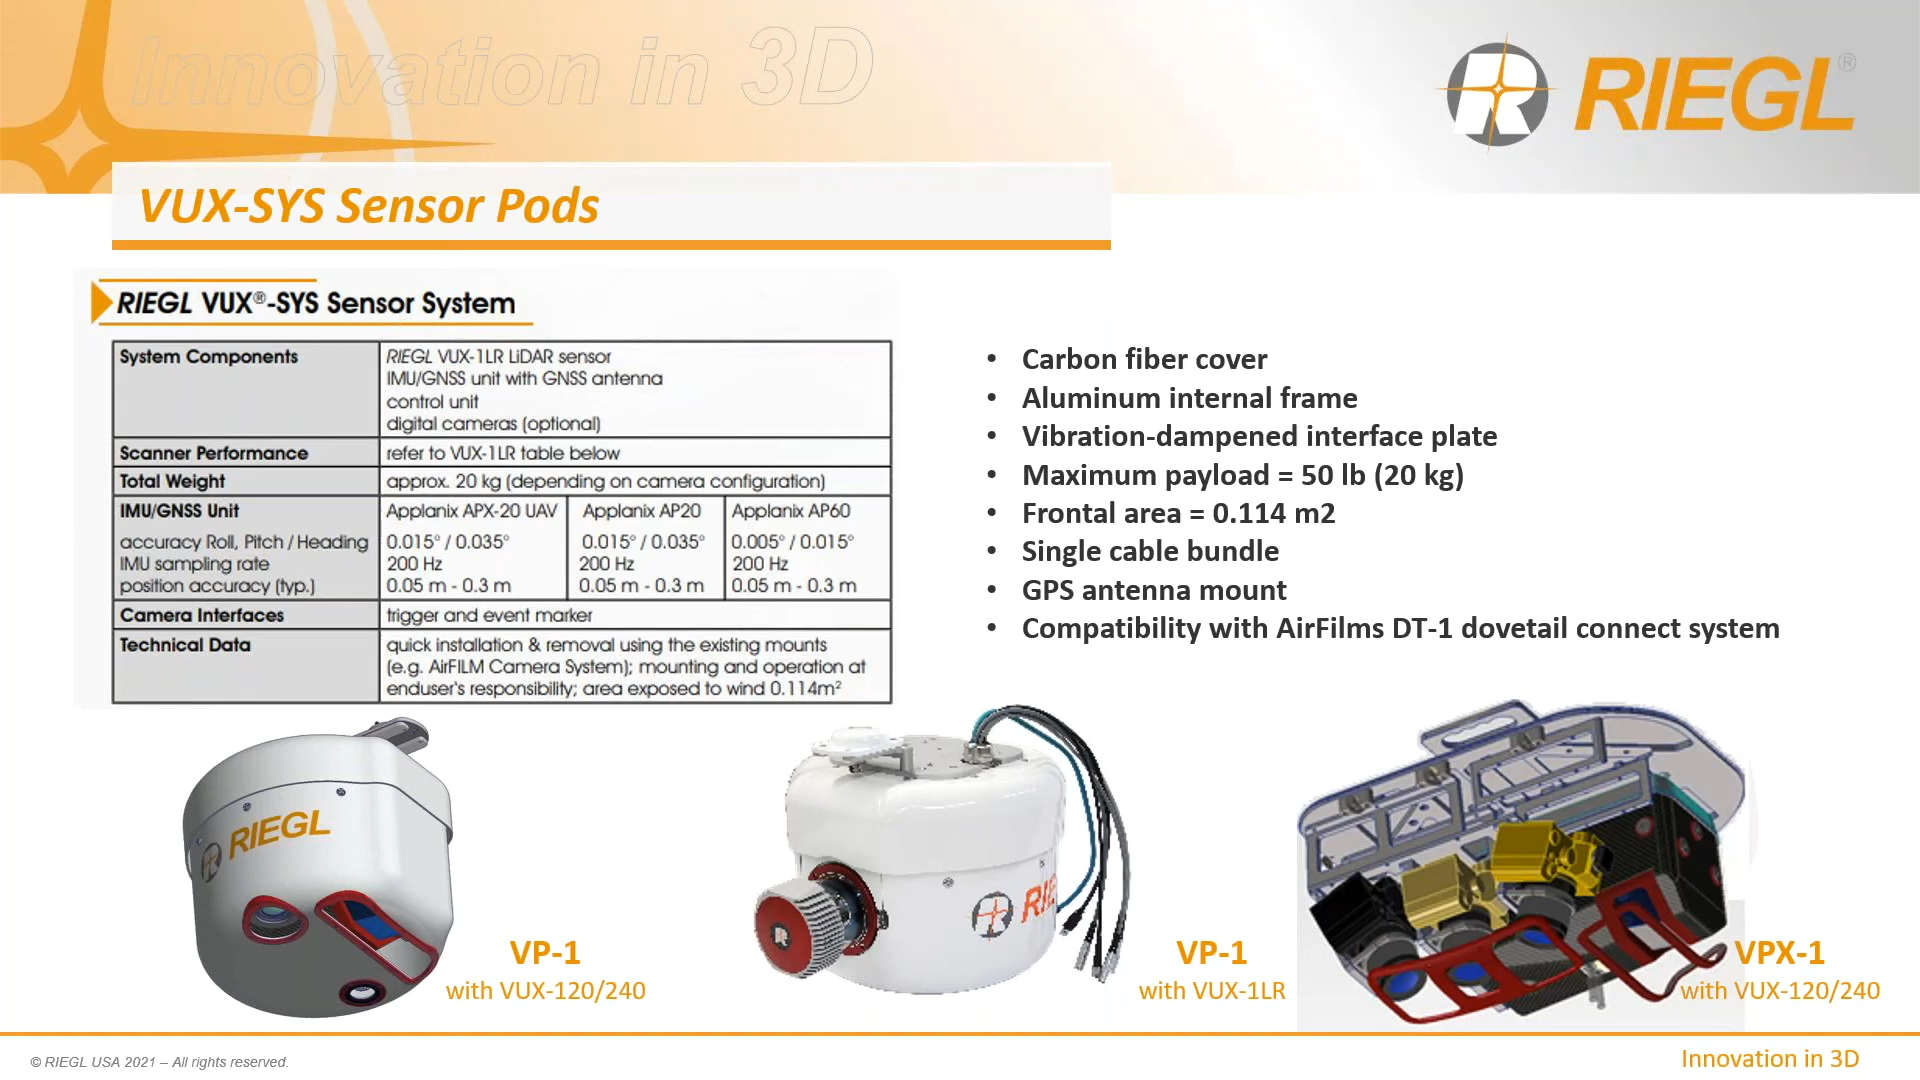 Innovation in 3D
RIEGL®
VUX-SYS Sensor Pods
RIEGL VUX®-SYS Sensor System
System Components
RIEGL VUX-1LR LiDAR sensor
IMU/GNSS unit with GNSS antenna
control unit
digital cameras (optional)
Scanner Performance
refer to VUX-1LR table below
Total Weight
approx. 20 kg (depending on camera configuration)
IMU/GNSS Unit
Applanix APX-20 UAV
Applanix AP20
Applanix AP60
accuracy Roll, Pitch / Heading
0.015° / 0.035°
0.015° / 0.035°
0.005° / 0.015°
IMU sampling rate
200 Hz
200 Hz
200 Hz
position accuracy (typ.)
0.05 m - 0.3 m
0.05 m - 0.3 m
0.05 m - 0.3 m
Camera Interfaces
trigger and event marker
Technical Data
quick installation & removal using the existing mounts
(e.g. AirFILM Camera System); mounting and operation at
enduser's responsibility; area exposed to wind 0.114m²
• Carbon fiber cover
• Aluminum internal frame
• Vibration-dampened interface plate
• Maximum payload = 50 lb (20 kg)
• Frontal area = 0.114 m2
• Single cable bundle
• GPS antenna mount
• Compatibility with AirFilms DT-1 dovetail connect system
RIEGL
RIE
VP-1
with VUX-120/240
VP-1
with VUX-1LR
VPX-1
with VUX-120/240
© RIEGL USA 2021 – All rights reserved.
Innovation in 3D